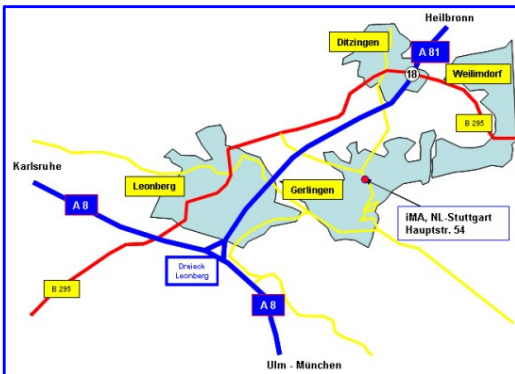 Heilbronn
Ditzingen
A 81
18
Weilimdorf
B 295
Karlsruhe
Leonberg
Gerlingen
A 8
iMA, NL-Stuttgart
Hauptstr. 54
Dreieck
Leonberg
B 295
A 8
Ulm - München